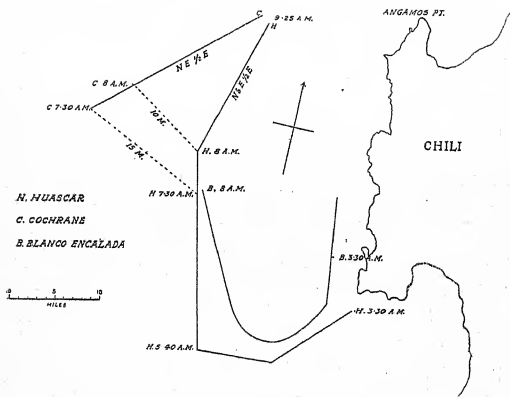 C
H
9·25 A.M.
ANGAMOS PT.
NE ½ E
N b E ½ E
C 8 A.M.
C 7·30 A.M.
10 M.
15 M.
CHILI
H. 8 A.M.
H 7·30 A.M.
B. 8 A.M.
H. HUASCAR
C. COCHRANE
B. BLANCO ENCALADA
B. 3·30 A.M.
10 5 0 10
MILES
H. 3·30 A.M.
H. 5 40 A.M.